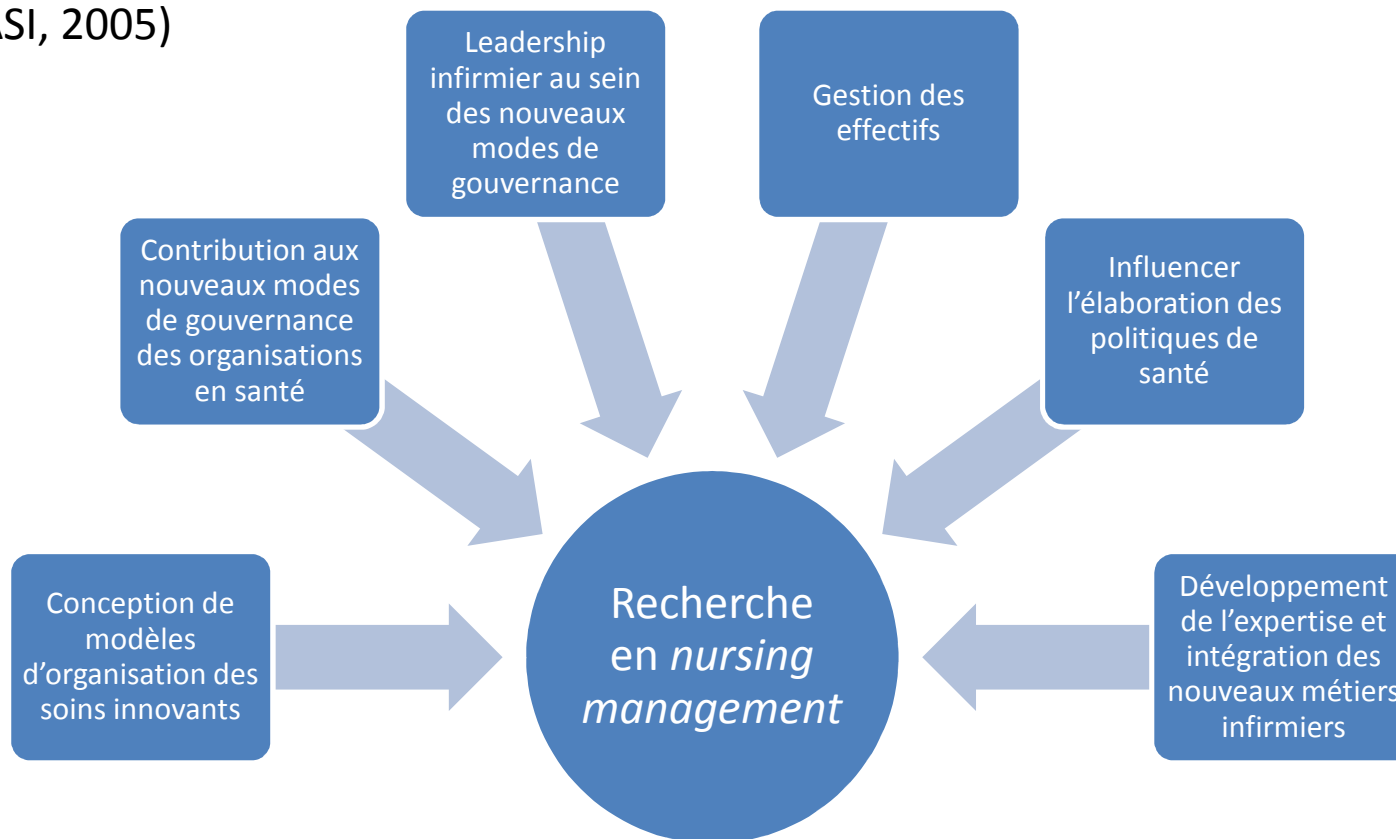 ASI, 2005)
Leadership
infirmier au sein
des nouveaux
modes de
gouvernance
Gestion des
effectifs
Contribution aux
nouveaux modes
de gouvernance
des organisations
en santé
Influencer
l’élaboration des
politiques de
santé
Conception de
modèles
d’organisation des
soins innovants
Recherche
en nursing
management
Développement
de l’expertise et
intégration des
nouveaux métiers
infirmiers